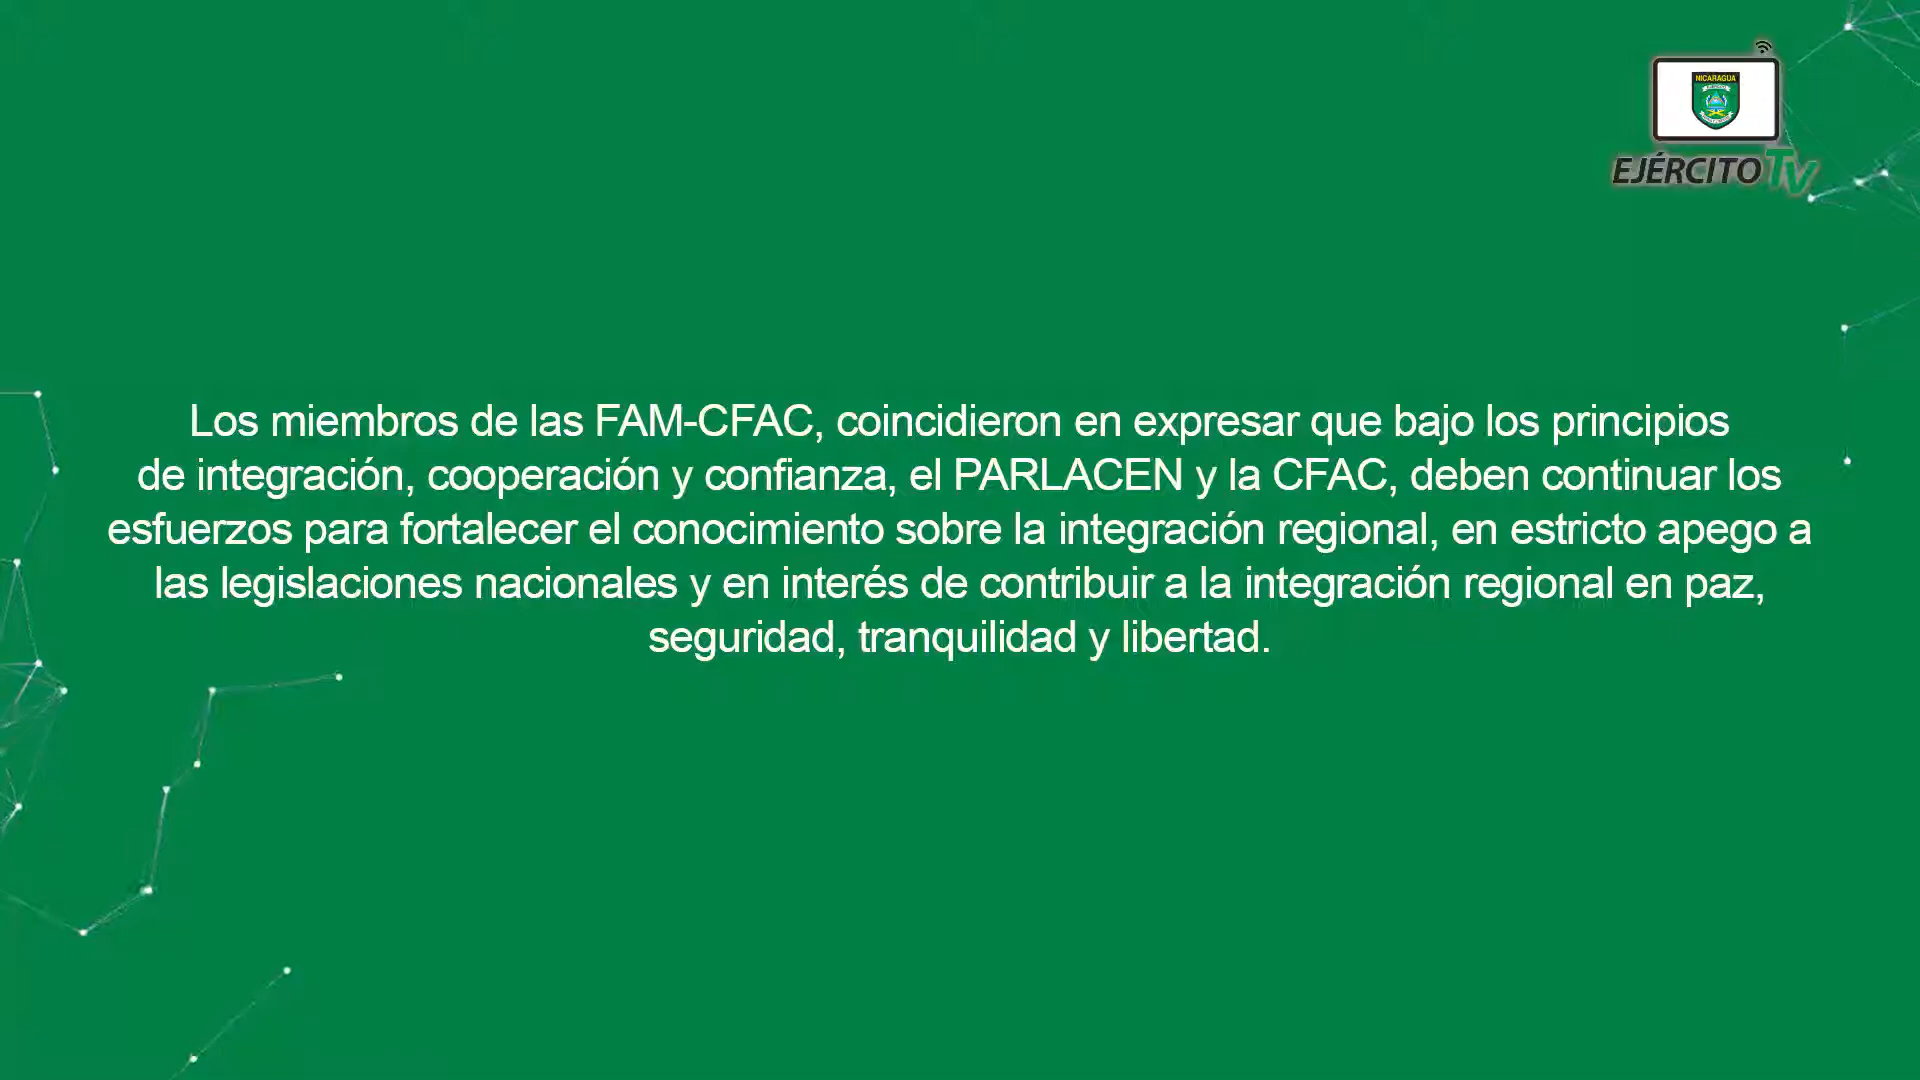 NICARAGUA
EJÉRCITO TV
Los miembros de las FAM-CFAC, coincidieron en expresar que bajo los principios
de integración, cooperación y confianza, el PARLACEN y la CFAC, deben continuar los
esfuerzos para fortalecer el conocimiento sobre la integración regional, en estricto apego a
las legislaciones nacionales y en interés de contribuir a la integración regional en paz,
seguridad, tranquilidad y libertad.